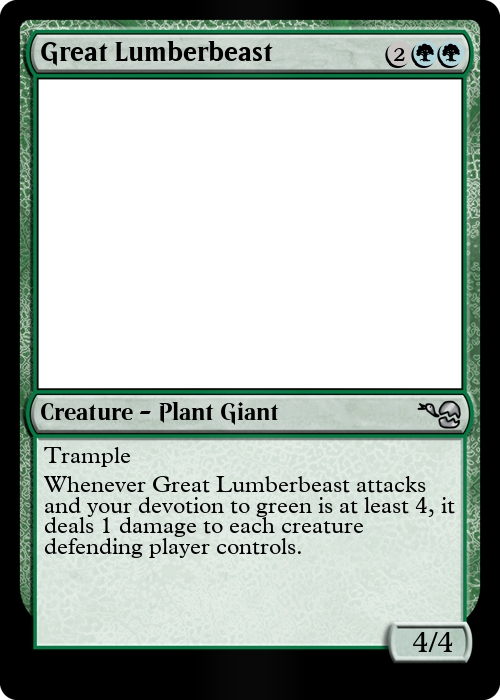 Great Lumberbeast 2
Creature – Plant Giant
Trample
Whenever Great Lumberbeast attacks
and your devotion to green is at least 4, it
deals 1 damage to each creature
defending player controls.
4/4